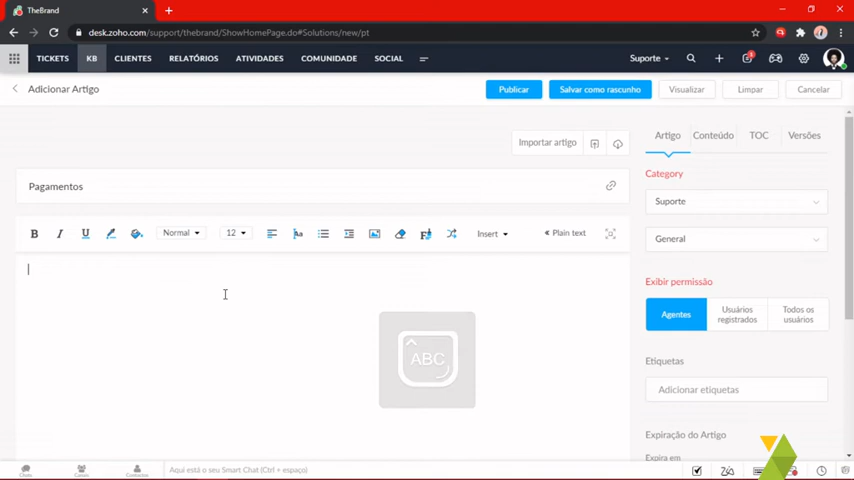 TheBrand
desk.zoho.com/support/thebrand/ShowHomePage.do#Solutions/new/pt
TICKETS KB CLIENTES RELATÓRIOS ATIVIDADES COMUNIDADE SOCIAL Suporte
Adicionar Artigo Publicar Salvar como rascunho Visualizar Limpar Cancelar
Importar artigo Artigo Conteúdo TOC Versões
Category
Pagamentos
Suporte
B I U Normal 12 Insert « Plain text
General
Exibir permissão
Agentes Usuários registrados Todos os usuários
ABC
Etiquetas
Adicionar etiquetas
Expiração do Artigo
Expira em
Chats Canais Contactos Aqui está o seu Smart Chat (Ctrl + espaço)